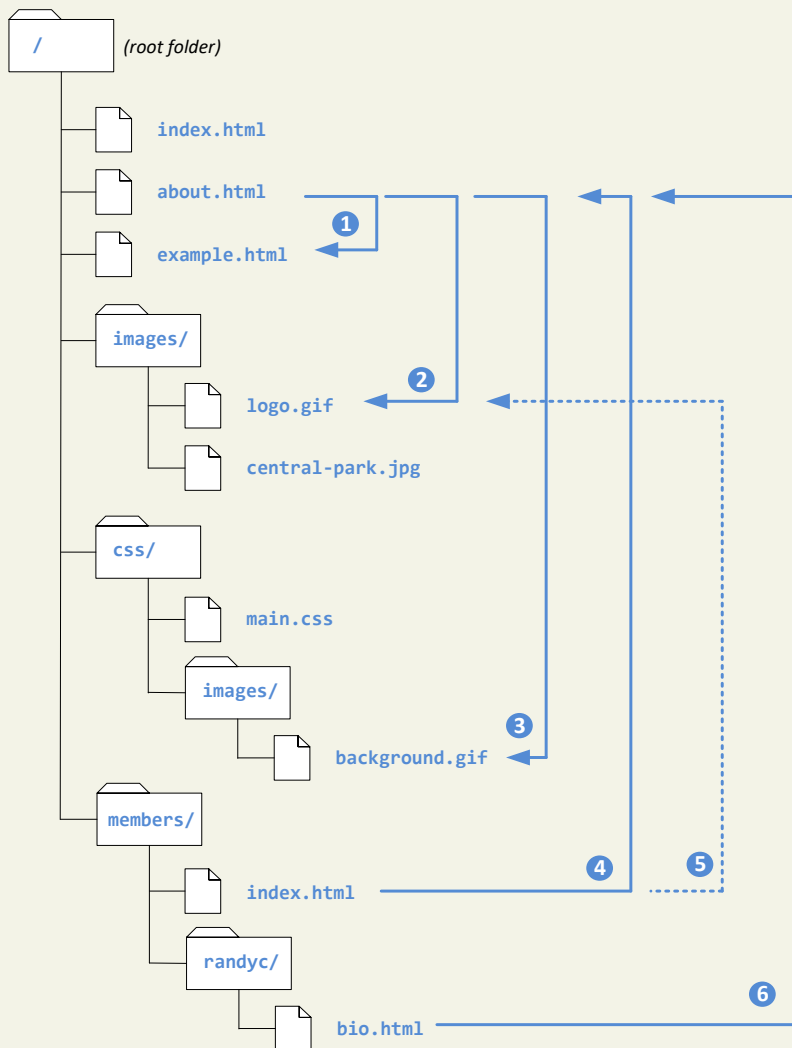 / (root folder)
index.html
about.html
1
example.html
images/
2
logo.gif
central-park.jpg
css/
main.css
images/
3
background.gif
members/
4 5
index.html
randyc/
6
bio.html